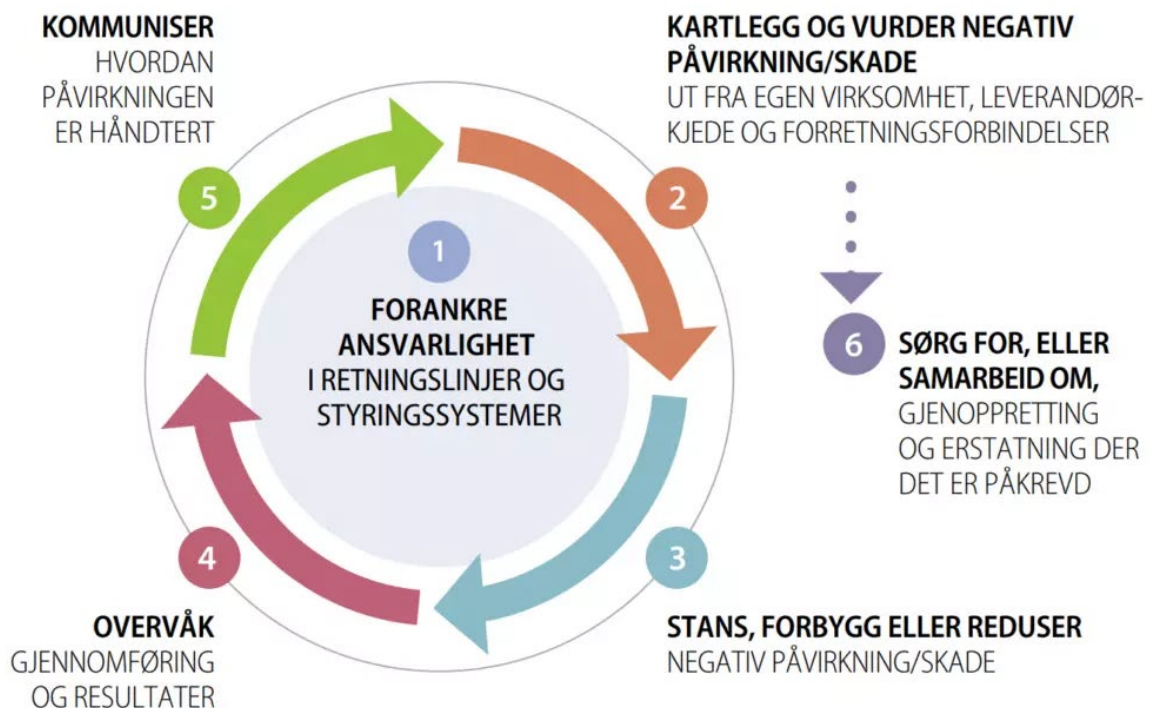 KOMMUNISER
HVORDAN
PÅVIRKNINGEN
ER HÅNDTERT
5
KARTLEGG OG VURDER NEGATIV
PÅVIRKNING/SKADE
UT FRA EGEN VIRKSOMHET, LEVERANDØR-
KJEDE OG FORRETNINGSFORBINDELSER
2
1
FORANKRE
ANSVARLIGHET
I RETNINGSLINJER OG
STYRINGSSYSTEMER
6
SØRG FOR, ELLER
SAMARBEID OM,
GJENOPPRETTING
OG ERSTATNING DER
DET ER PÅKREVD
4
OVERVÅK
GJENNOMFØRING
OG RESULTATER
3
STANS, FORBYGG ELLER REDUSER
NEGATIV PÅVIRKNING/SKADE